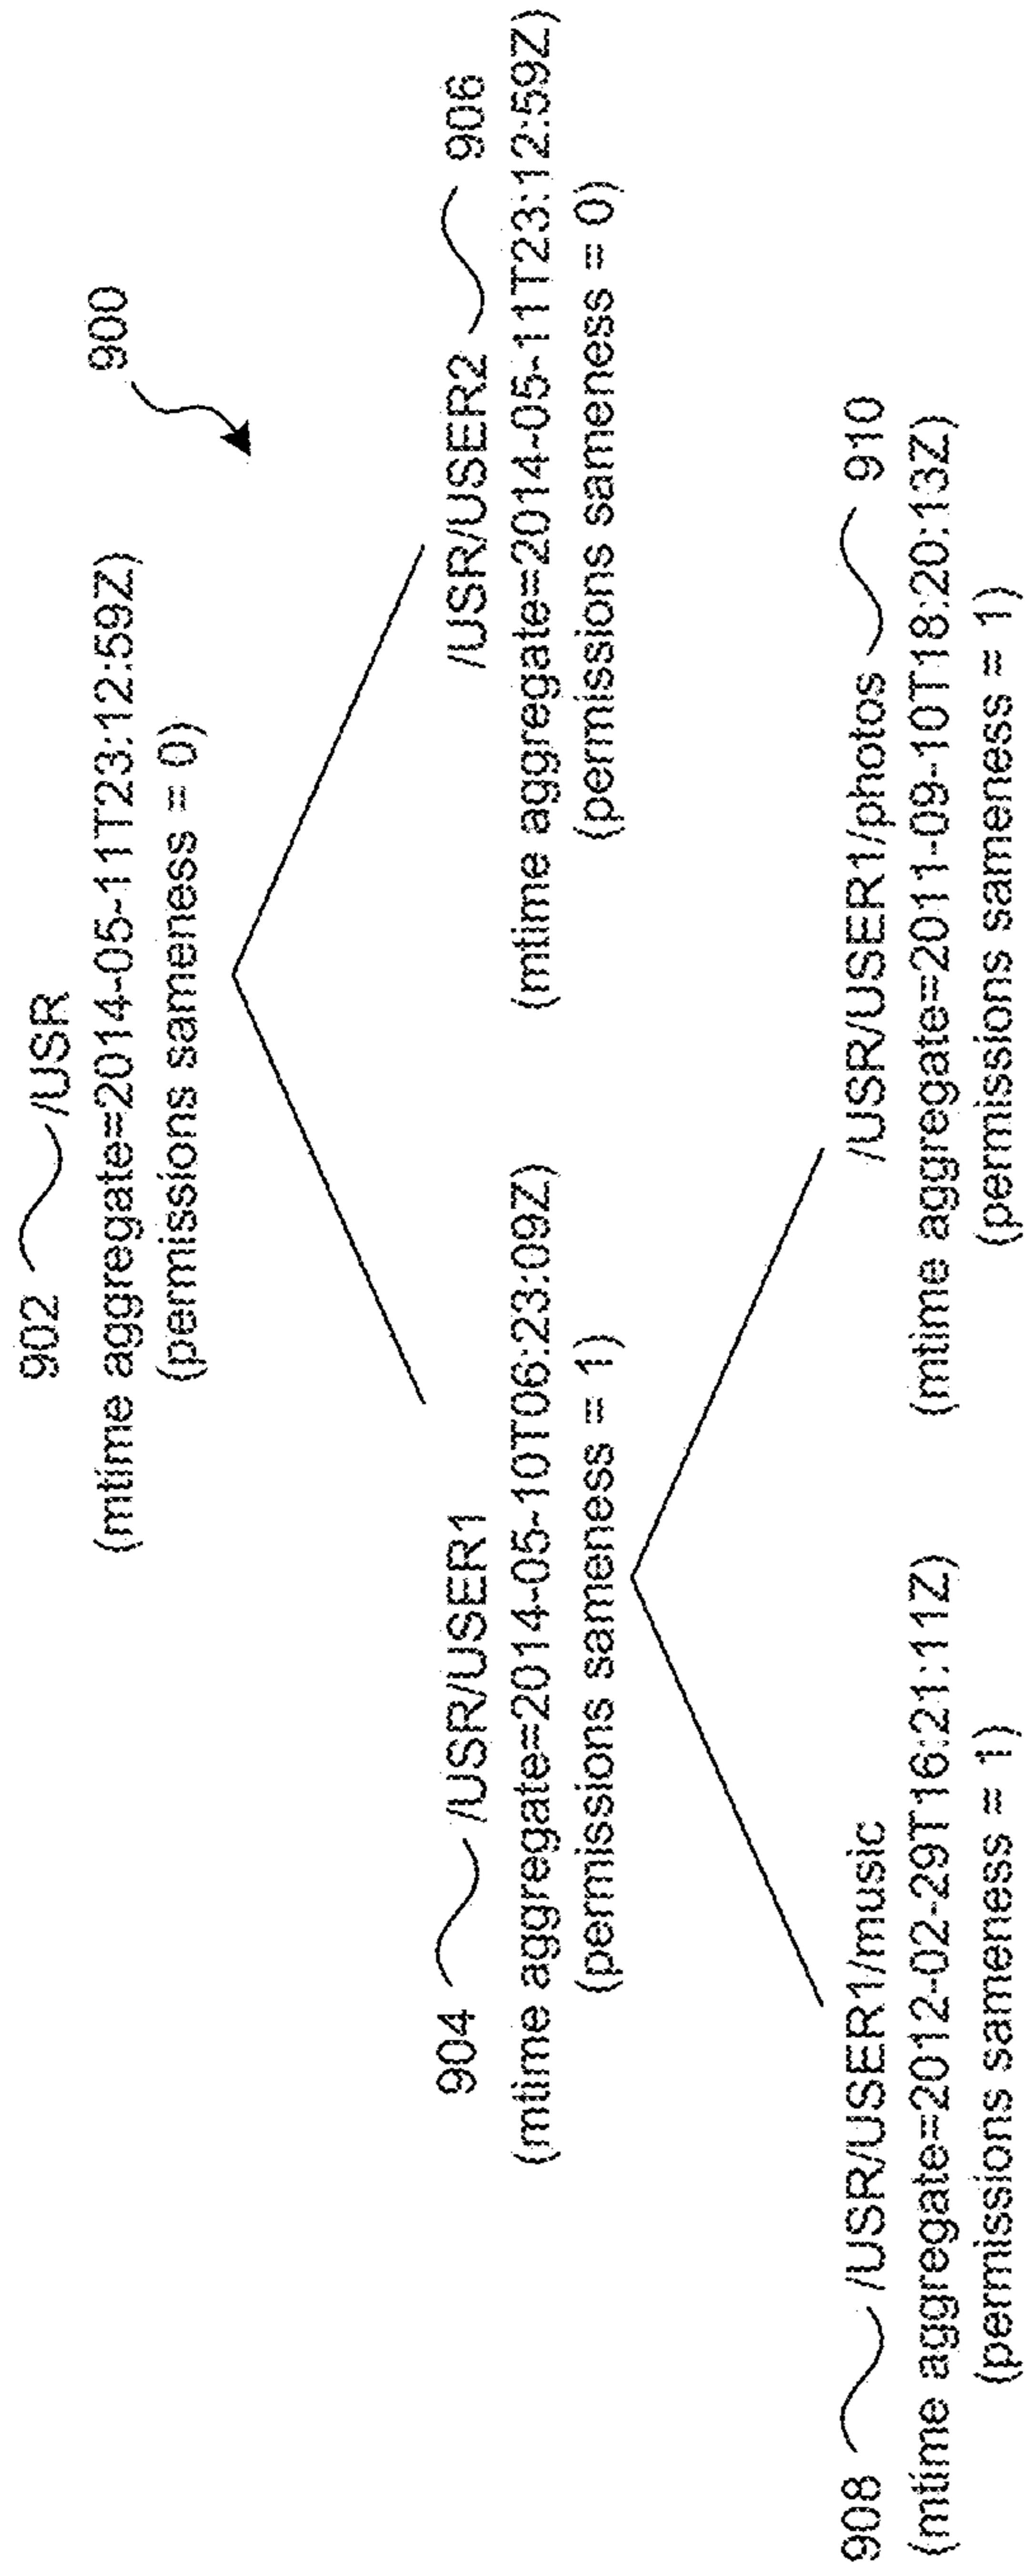 900
902 /USR
(mtime aggregate=2014-05-11T23:12:59Z)
(permissions sameness = 0)
904 /USR/USER1
(mtime aggregate=2014-05-10T06:23:09Z)
(permissions sameness = 1)
/USR/USER2 906
(mtime aggregate=2014-05-11T23:12:59Z)
(permissions sameness = 0)
908 /USR/USER1/music
(mtime aggregate=2012-02-29T16:21:11Z)
(permissions sameness = 1)
/USR/USER1/photos 910
(mtime aggregate=2011-09-10T18:20:13Z)
(permissions sameness = 1)